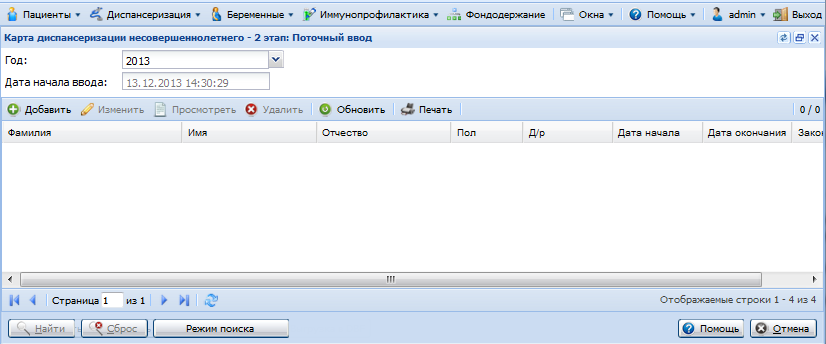 Пациенты Диспансеризация Беременные Иммунопрофилактика Фондодержание Окна Помощь admin Выход
Карта диспансеризации несовершеннолетнего - 2 этап: Поточный ввод
Год: 2013
Дата начала ввода: 13.12.2013 14:30:29
Добавить Изменить Просмотреть Удалить Обновить Печать 0 / 0
Фамилия Имя Отчество Пол Д/р Дата начала Дата окончания Закон
Страница 1 из 1 Отображаемые строки 1 - 4 из 4
Найти Сброс Режим поиска Помощь Отмена